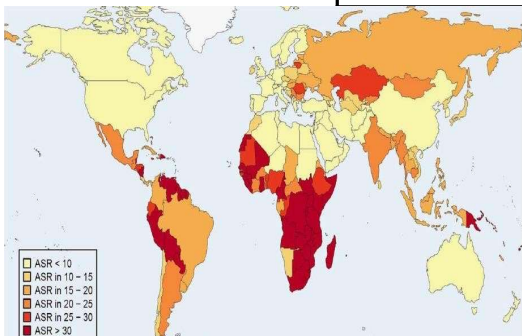 ASR < 10
ASR in 10 – 15
ASR in 15 – 20
ASR in 20 – 25
ASR in 25 – 30
ASR > 30